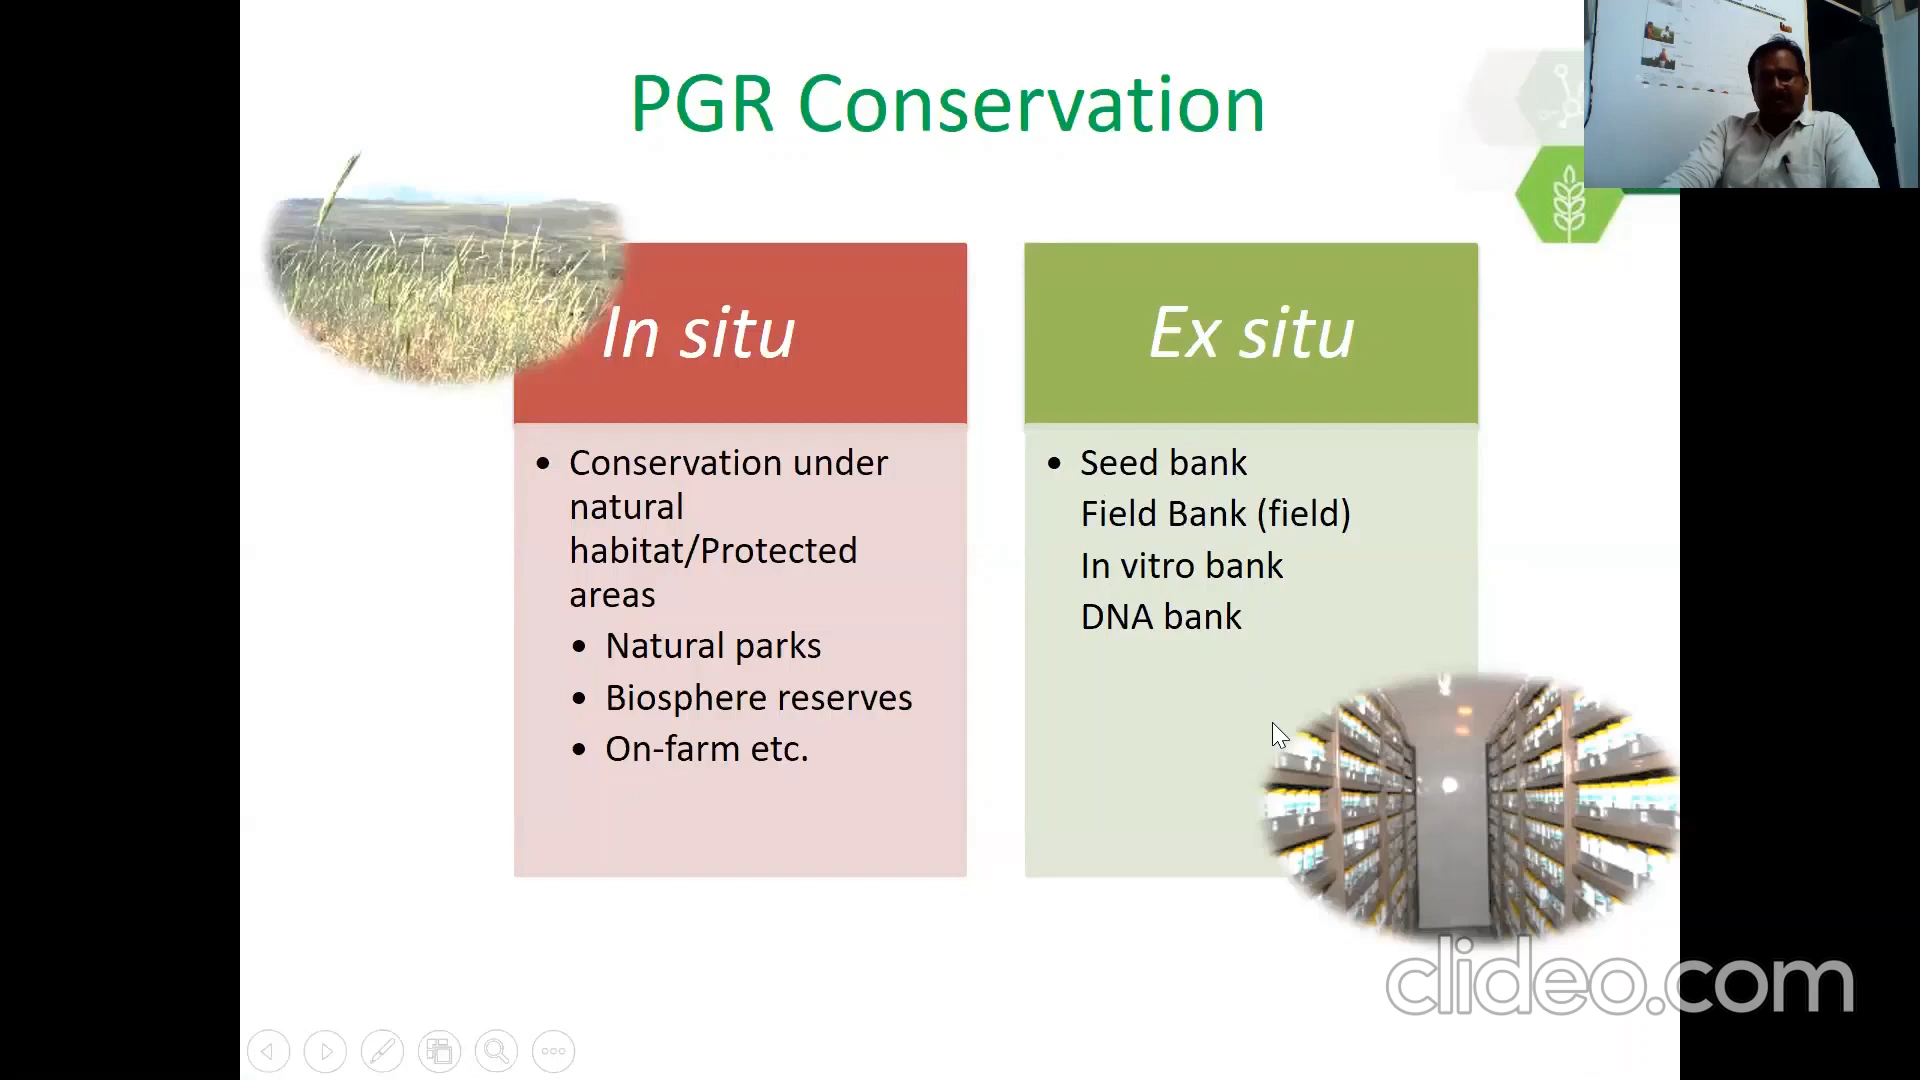 PGR Conservation
In situ
• Conservation under
natural
habitat/Protected
areas
• Natural parks
• Biosphere reserves
• On-farm etc.
Ex situ
• Seed bank
Field Bank (field)
In vitro bank
DNA bank
clideo.com